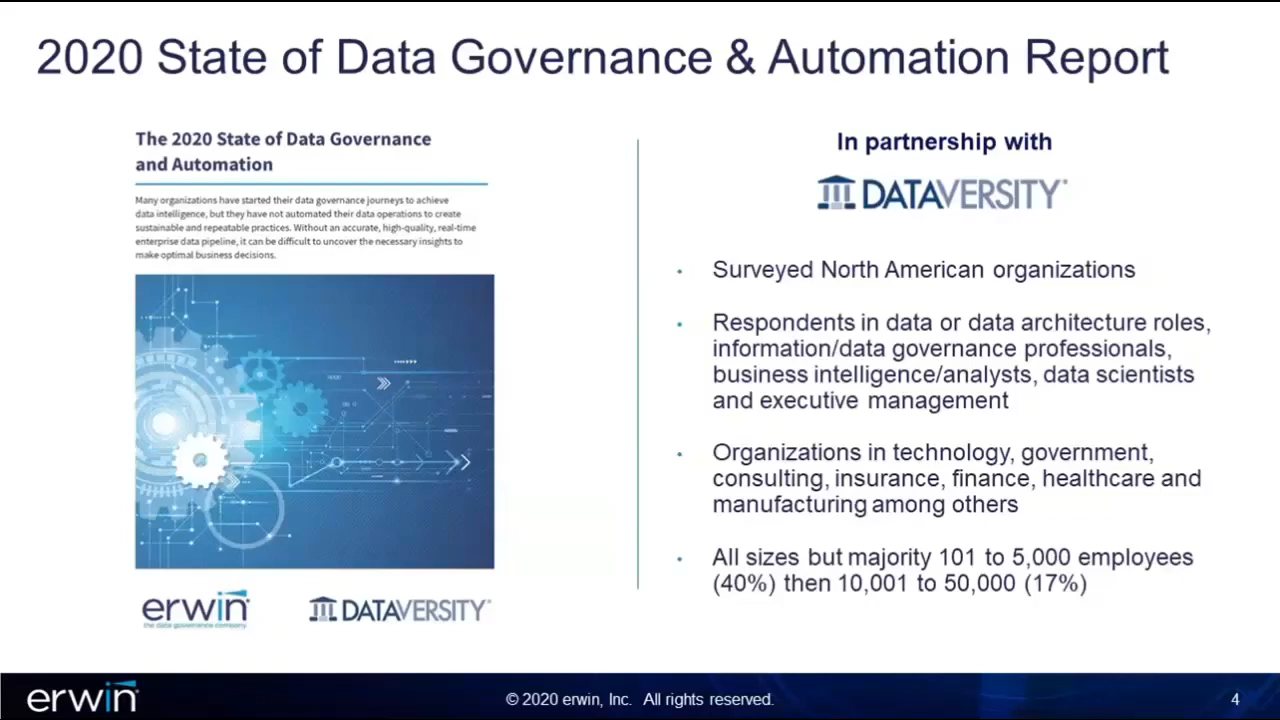 2020 State of Data Governance & Automation Report
The 2020 State of Data Governance
and Automation
Many organizations have started their data governance journeys to achieve
data intelligence, but they have not automated their data operations to create
sustainable and repeatable practices. Without an accurate, high-quality, real-time
enterprise data pipeline, it can be difficult to uncover the necessary insights to
make optimal business decisions.
erwin®
the data governance company
DATAVERSITY®
In partnership with
DATAVERSITY®
• Surveyed North American organizations
• Respondents in data or data architecture roles,
information/data governance professionals,
business intelligence/analysts, data scientists
and executive management
• Organizations in technology, government,
consulting, insurance, finance, healthcare and
manufacturing among others
• All sizes but majority 101 to 5,000 employees
(40%) then 10,001 to 50,000 (17%)
erwin®
© 2020 erwin, Inc. All rights reserved.
4